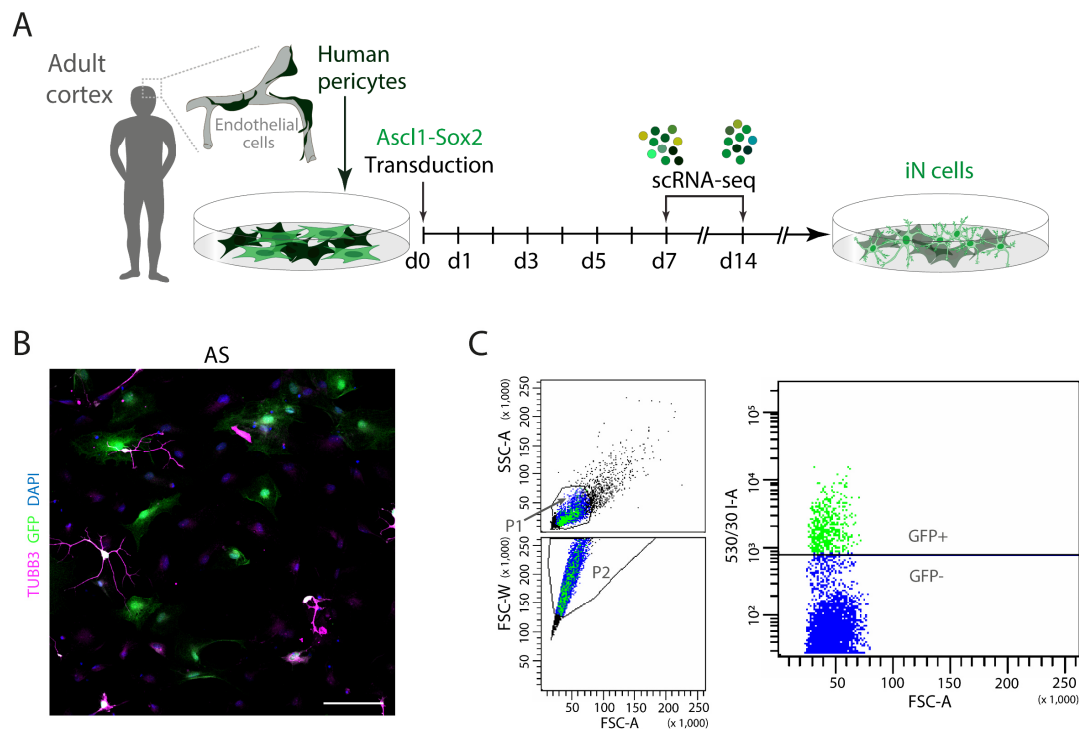 A
Adult
cortex
Endothelial
cells
Human
pericytes
Ascl1-Sox2
Transduction
scRNA-seq
iN cells
d0 d1 d3 d5 d7 d14
B
AS
TUBB3 GFP DAPI
C
SSC-A (x 1,000)
50 100 150 200 250
P1
FSC-W (x 1,000)
50 100 150 200 250
P2
50 100 150 200 250
FSC-A (x 1,000)
530/30 I-A
10² 10³ 10⁴ 10⁵
GFP+
GFP-
50 100 150 200 250
FSC-A (x 1,000)